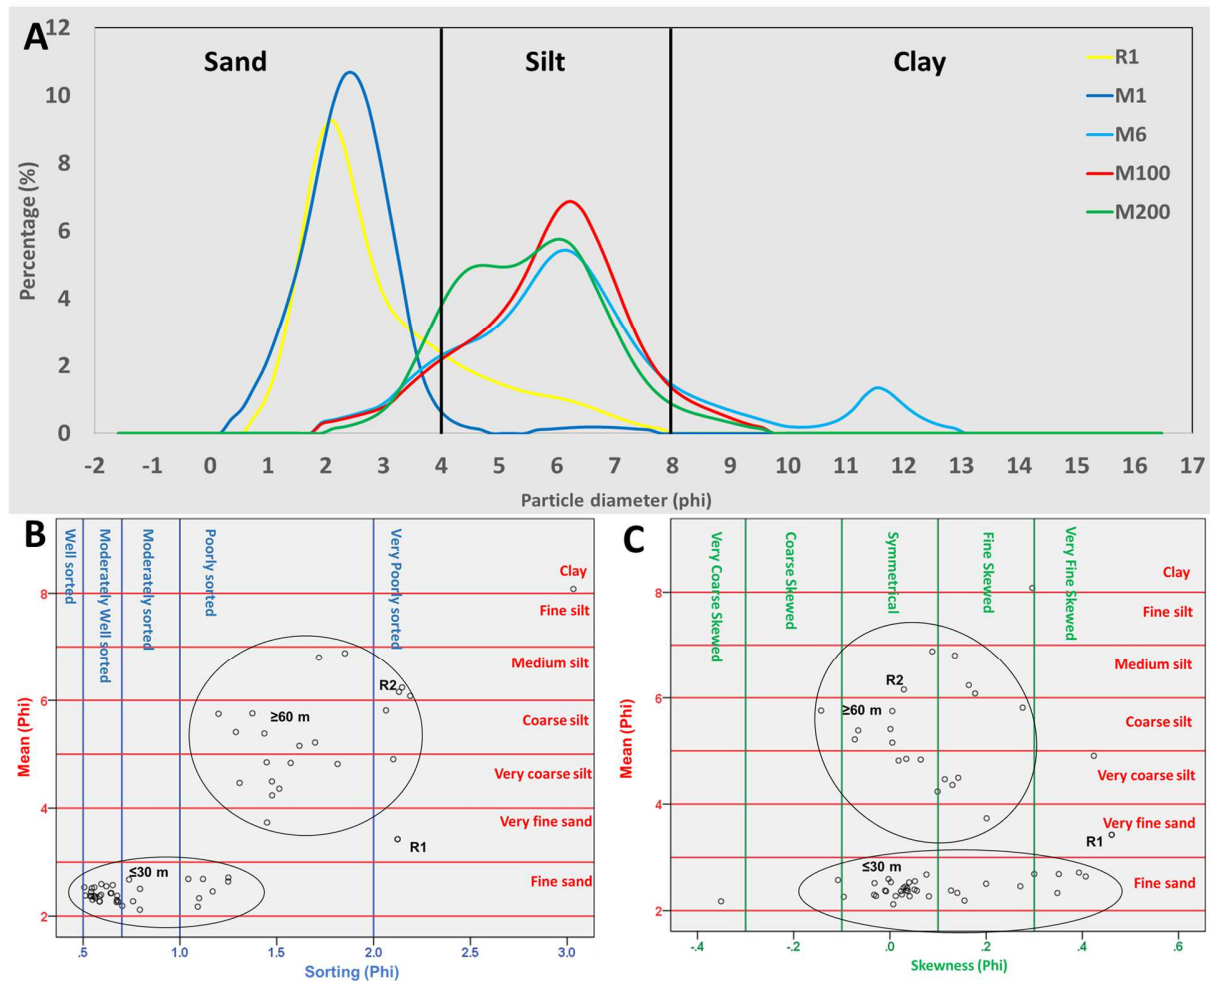 A
Sand
Silt
Clay
R1
M1
M6
M100
M200
12
10
8
6
4
2
0
Percentage (%)
-2 -1 0 1 2 3 4 5 6 7 8 9 10 11 12 13 14 15 16 17
Particle diameter (phi)
B
Well sorted
Moderately Well sorted
Moderately sorted
Poorly sorted
Very Poorly sorted
Clay
Fine silt
Medium silt
Coarse silt
Very coarse silt
Very fine sand
Fine sand
R2
≥60 m
R1
≤30 m
8
6
4
2
Mean (Phi)
.5 1.0 1.5 2.0 2.5 3.0
Sorting (Phi)
C
Very Coarse Skewed
Coarse Skewed
Symmetrical
Fine Skewed
Very Fine Skewed
Clay
Fine silt
Medium silt
Coarse silt
Very coarse silt
Very fine sand
Fine sand
R2
≥60 m
R1
≤30 m
8
6
4
2
Mean (Phi)
-.4 -.2 .0 .2 .4 .6
Skewness (Phi)